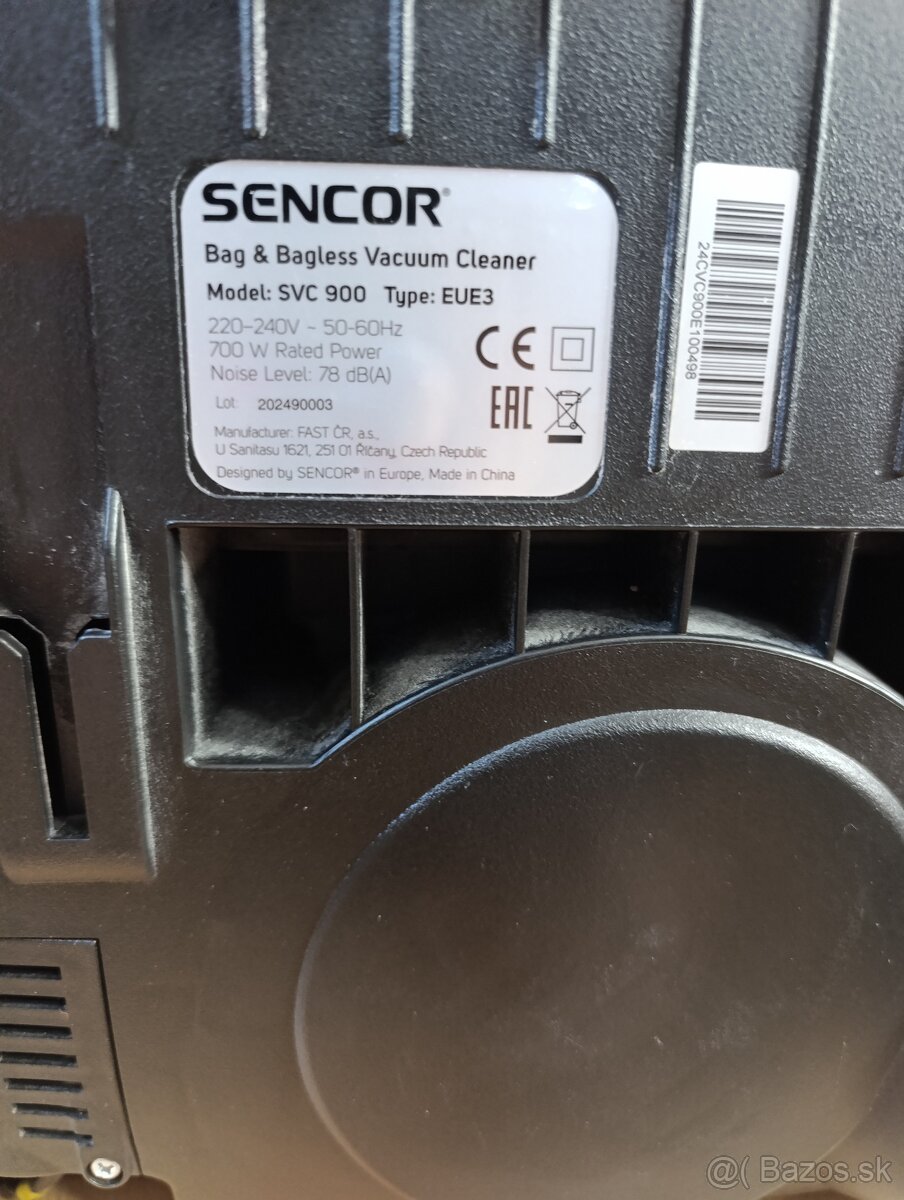 SENCOR®
Bag & Bagless Vacuum Cleaner
Model: SVC 900 Type: EUE3
220-240V ~ 50-60Hz
700 W Rated Power
Noise Level: 78 dB(A)
Lot: 202490003
Manufacturer: FAST ČR, a.s.,
U Sanitasu 1621, 251 01 Říčany, Czech Republic
Designed by SENCOR® in Europe, Made in China
CE
EAC
24CVC900E100498
@( Bazos.sk